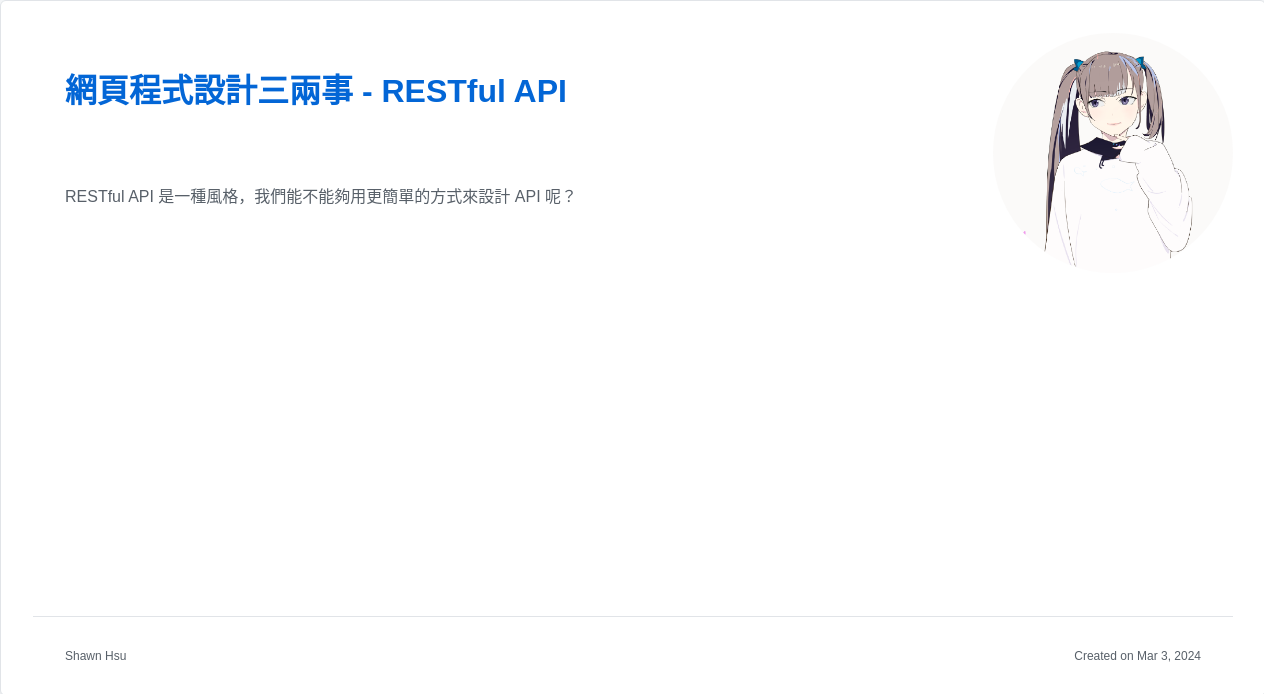 網頁程式設計三兩事 - RESTful API
RESTful API 是一種風格，我們能不能夠用更簡單的方式來設計 API 呢？
Shawn Hsu
Created on Mar 3, 2024